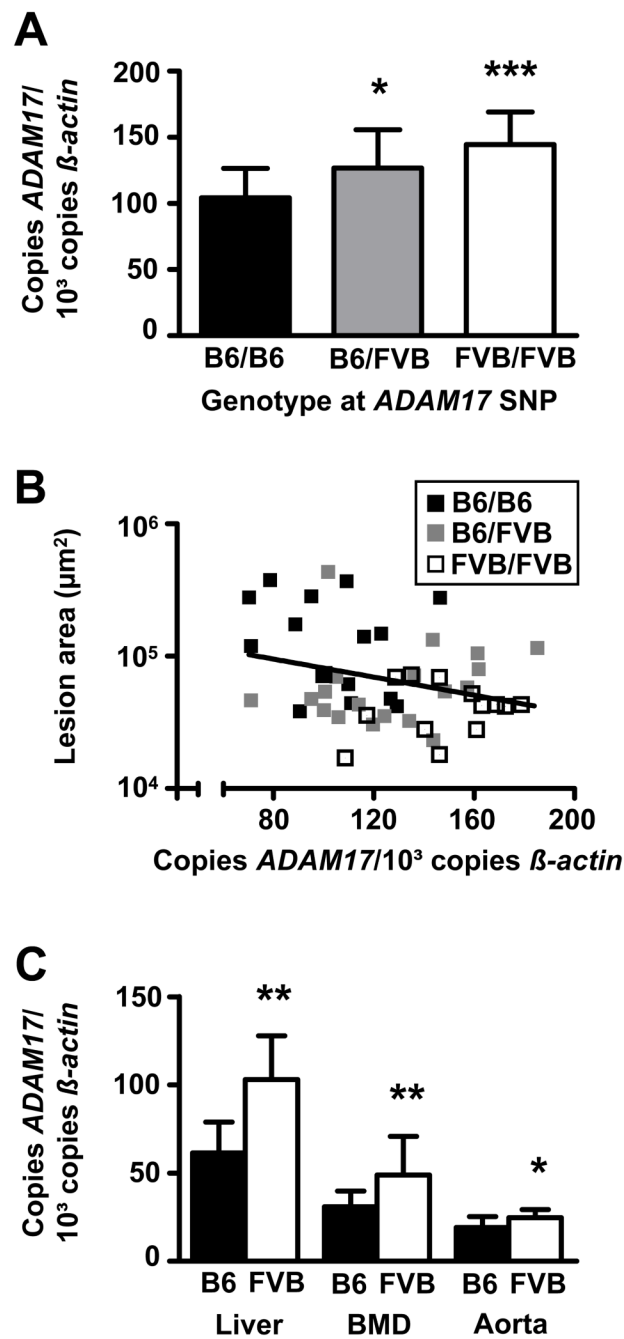 A
Copies ADAM17/
10³ copies ß-actin
200
150
100
50
0
*
***
B6/B6 B6/FVB FVB/FVB
Genotype at ADAM17 SNP
B
B6/B6
B6/FVB
FVB/FVB
Lesion area (µm²)
10⁶
10⁵
10⁴
80 120 160 200
Copies ADAM17/10³ copies ß-actin
C
Copies ADAM17/
10³ copies ß-actin
150
100
50
0
**
**
*
B6 FVB B6 FVB B6 FVB
Liver BMD Aorta